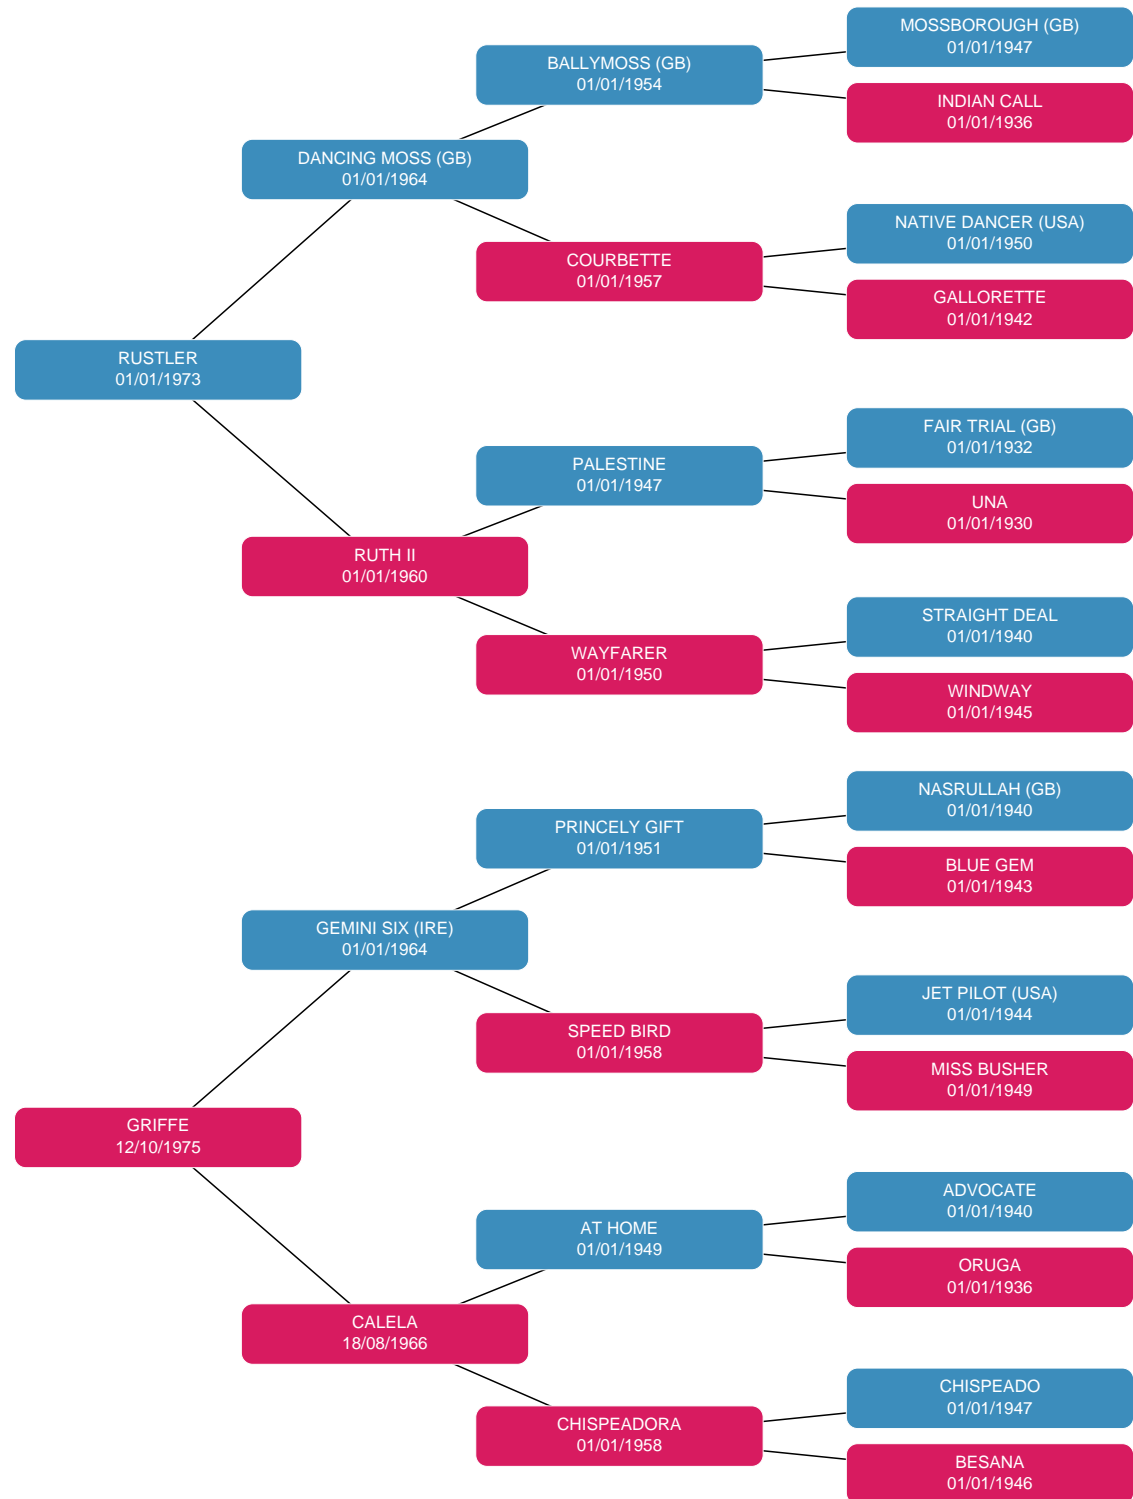 MOSSBOROUGH (GB)
01/01/1947
BALLYMOSS (GB)
01/01/1954
INDIAN CALL
01/01/1936
DANCING MOSS (GB)
01/01/1964
NATIVE DANCER (USA)
01/01/1950
COURBETTE
01/01/1957
GALLORETTE
01/01/1942
RUSTLER
01/01/1973
FAIR TRIAL (GB)
01/01/1932
PALESTINE
01/01/1947
UNA
01/01/1930
RUTH II
01/01/1960
STRAIGHT DEAL
01/01/1940
WAYFARER
01/01/1950
WINDWAY
01/01/1945
NASRULLAH (GB)
01/01/1940
PRINCELY GIFT
01/01/1951
BLUE GEM
01/01/1943
GEMINI SIX (IRE)
01/01/1964
JET PILOT (USA)
01/01/1944
SPEED BIRD
01/01/1958
MISS BUSHER
01/01/1949
GRIFFE
12/10/1975
ADVOCATE
01/01/1940
AT HOME
01/01/1949
ORUGA
01/01/1936
CALELA
18/08/1966
CHISPEADO
01/01/1947
CHISPEADORA
01/01/1958
BESANA
01/01/1946